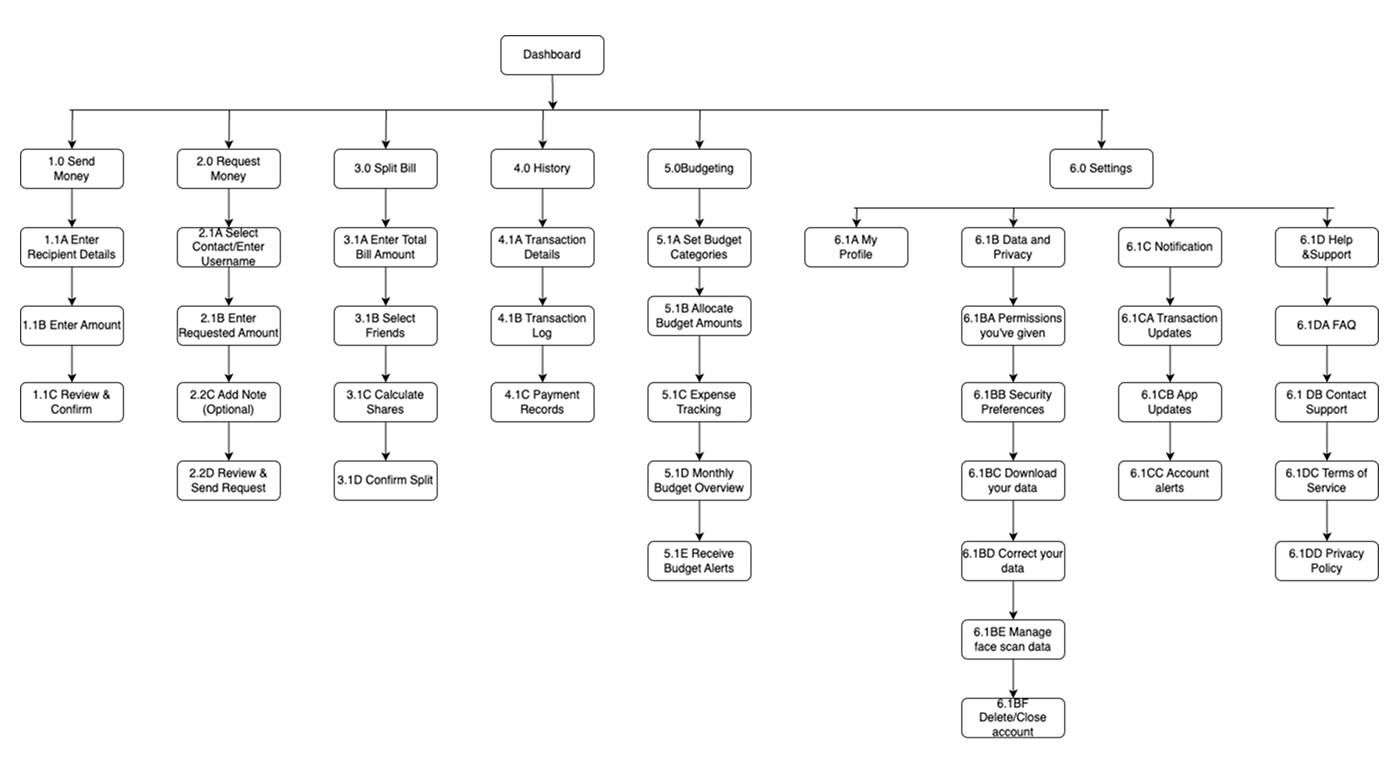 Dashboard
1.0 Send
Money
2.0 Request
Money
3.0 Split Bill
4.0 History
5.0Budgeting
6.0 Settings
1.1A Enter
Recipient Details
2.1A Select
Contact/Enter
Username
3.1A Enter Total
Bill Amount
4.1A Transaction
Details
5.1A Set Budget
Categories
6.1A My
Profile
6.1B Data and
Privacy
6.1C Notification
6.1D Help
&Support
1.1B Enter Amount
2.1B Enter
Requested Amount
3.1B Select
Friends
4.1B Transaction
Log
5.1B Allocate
Budget Amounts
6.1BA Permissions
you've given
6.1CA Transaction
Updates
6.1DA FAQ
1.1C Review &
Confirm
2.2C Add Note
(Optional)
3.1C Calculate
Shares
4.1C Payment
Records
5.1C Expense
Tracking
6.1BB Security
Preferences
6.1CB App
Updates
6.1 DB Contact
Support
2.2D Review &
Send Request
3.1D Confirm Split
5.1D Monthly
Budget Overview
6.1BC Download
your data
6.1CC Account
alerts
6.1DC Terms of
Service
5.1E Receive
Budget Alerts
6.1BD Correct your
data
6.1DD Privacy
Policy
6.1BE Manage
face scan data
6.1BF
Delete/Close
account